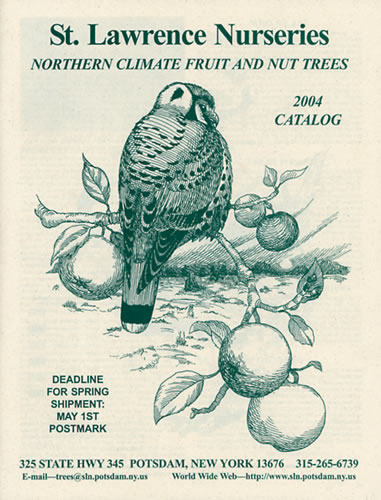 St. Lawrence Nurseries
NORTHERN CLIMATE FRUIT AND NUT TREES
2004
CATALOG
DEADLINE
FOR SPRING
SHIPMENT:
MAY 1ST
POSTMARK
325 STATE HWY 345 POTSDAM, NEW YORK 13676 315-265-6739
E-mail—trees@sln.potsdam.ny.us World Wide Web—http://www.sln.potsdam.ny.us